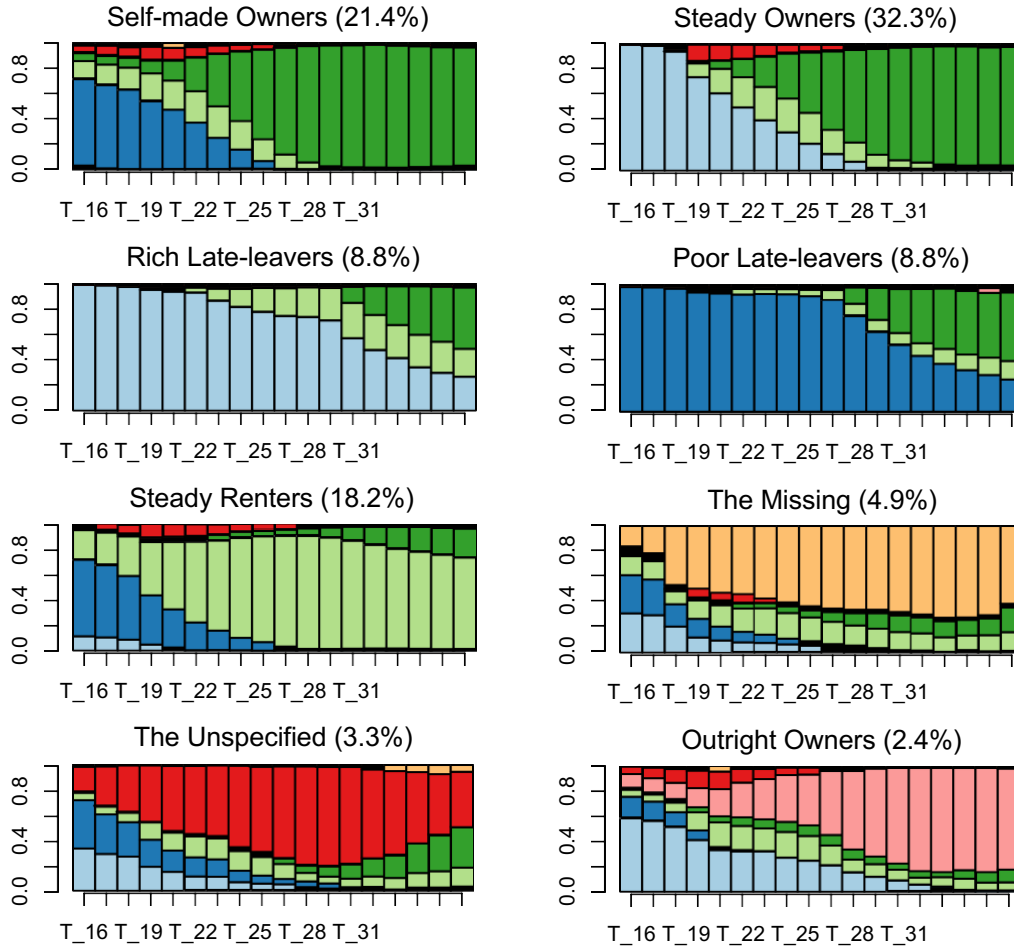 Self-made Owners (21.4%)
0.0 0.4 0.8
T_16 T_19 T_22 T_25 T_28 T_31
Steady Owners (32.3%)
0.0 0.4 0.8
T_16 T_19 T_22 T_25 T_28 T_31
Rich Late-leavers (8.8%)
0.0 0.4 0.8
T_16 T_19 T_22 T_25 T_28 T_31
Poor Late-leavers (8.8%)
0.0 0.4 0.8
T_16 T_19 T_22 T_25 T_28 T_31
Steady Renters (18.2%)
0.0 0.4 0.8
T_16 T_19 T_22 T_25 T_28 T_31
The Missing (4.9%)
0.0 0.4 0.8
T_16 T_19 T_22 T_25 T_28 T_31
The Unspecified (3.3%)
0.0 0.4 0.8
T_16 T_19 T_22 T_25 T_28 T_31
Outright Owners (2.4%)
0.0 0.4 0.8
T_16 T_19 T_22 T_25 T_28 T_31